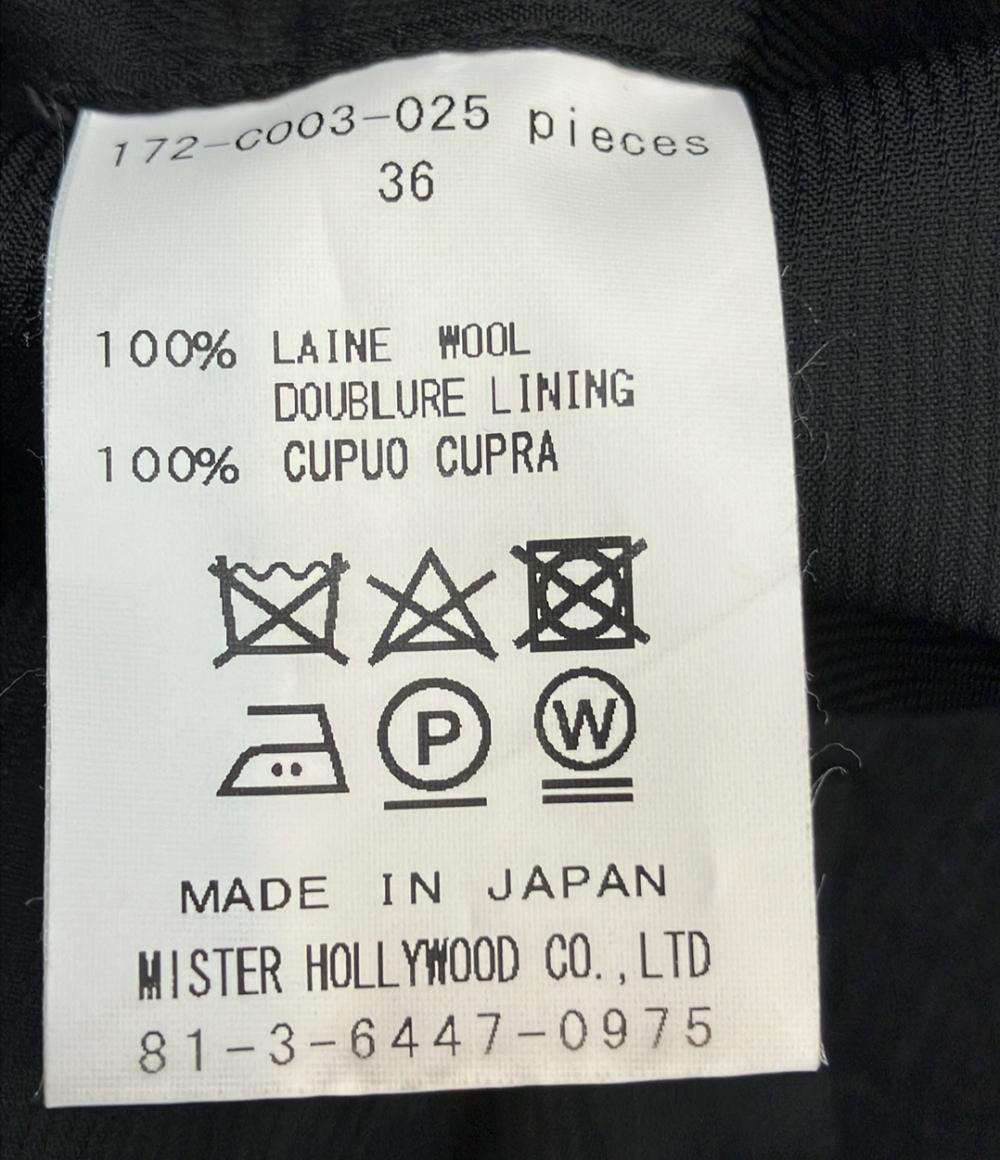 172-C003-025 pieces
36
100% LAINE WOOL
DOUBLURE LINING
100% CUPUO CUPRA
P W
MADE IN JAPAN
MISTER HOLLYWOOD CO.,LTD
81-3-6447-0975